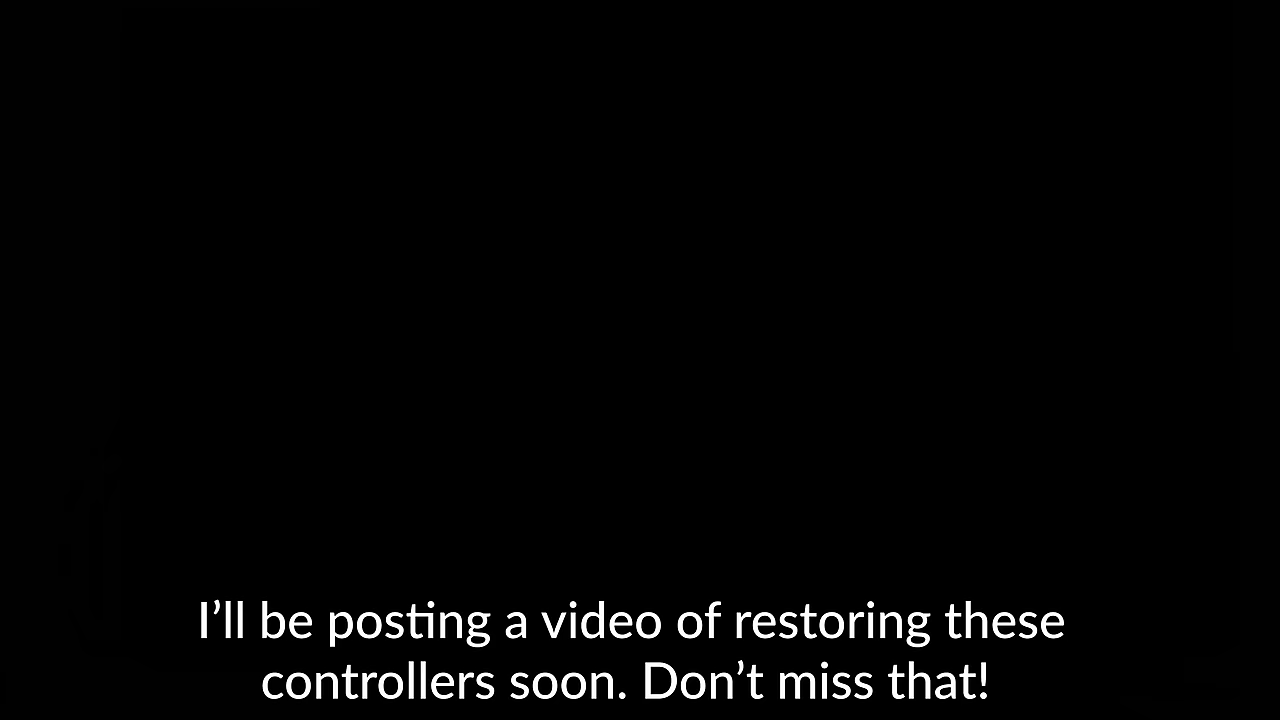 I’ll be posting a video of restoring these
controllers soon. Don’t miss that!